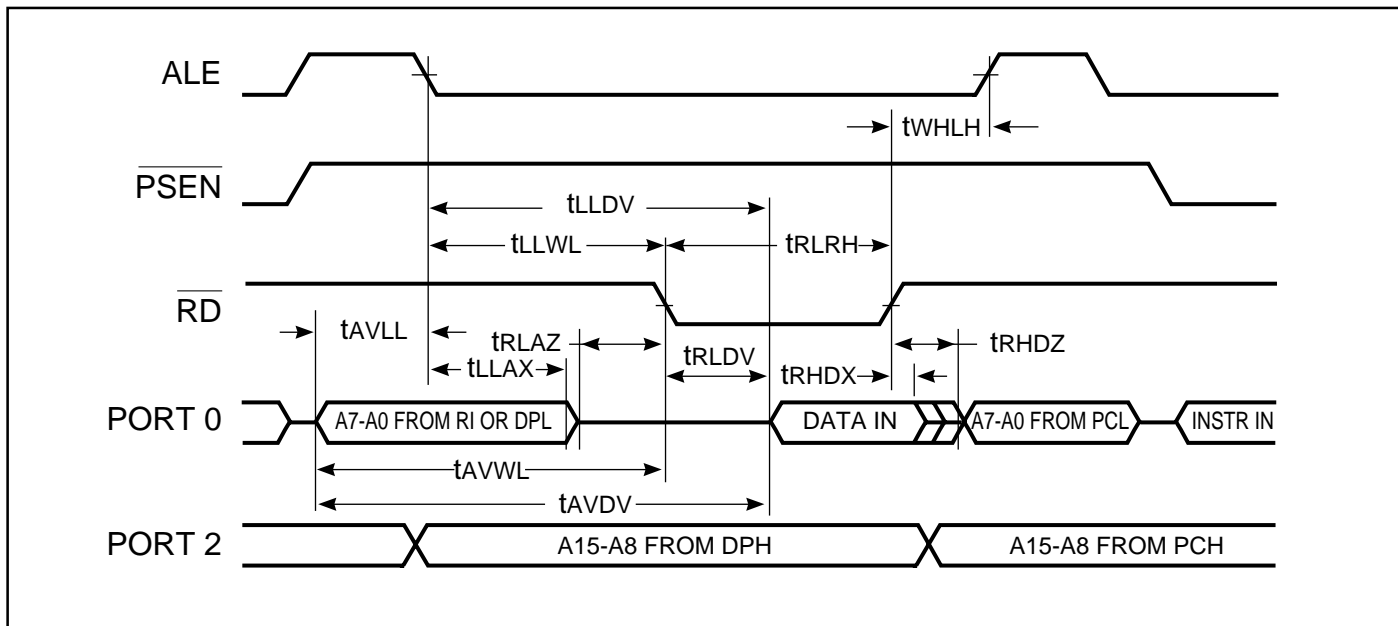 ALE
tWHLH
PSEN
tLLDV
tLLWL
tRLRH
RD
tAVLL
tRLAZ
tLLAX
tRLDV
tRHDX
tRHDZ
PORT 0
A7-A0 FROM RI OR DPL
DATA IN
A7-A0 FROM PCL
INSTR IN
tAVWL
tAVDV
PORT 2
A15-A8 FROM DPH
A15-A8 FROM PCH